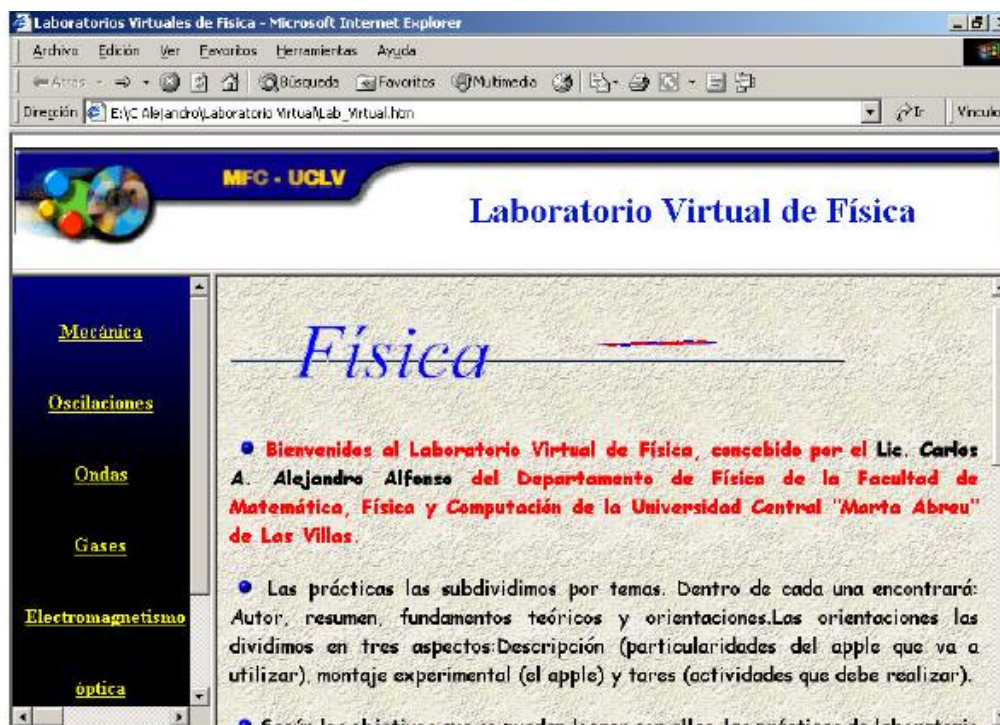 Laboratorios Virtuales de Fisica - Microsoft Internet Explorer
Archivo Edición Ver Favoritos Herramientas Ayuda
Atrás Búsqueda Favoritos Multimedia
Dirección E:\C Alejandro\Laboratorio Virtual\Lab_Virtual.htm Ir Vínculo
MFC - UCLV
Laboratorio Virtual de Física
Mecánica
Oscilaciones
Ondas
Gases
Electromagnetismo
óptica
Física
Bienvenidos al Laboratorio Virtual de Física, concebido por el Lic. Carlos
A. Alejandro Alfonso del Departamento de Física de la Facultad de
Matemática, Física y Computación de la Universidad Central "Marta Abreu"
de Las Villas.
Las prácticas las subdividimos por temas. Dentro de cada una encontrará:
Autor, resumen, fundamentos teóricos y orientaciones.Las orientaciones las
dividimos en tres aspectos:Descripción (particularidades del apple que va a
utilizar), montaje experimental (el apple) y tares (actividades que debe realizar).